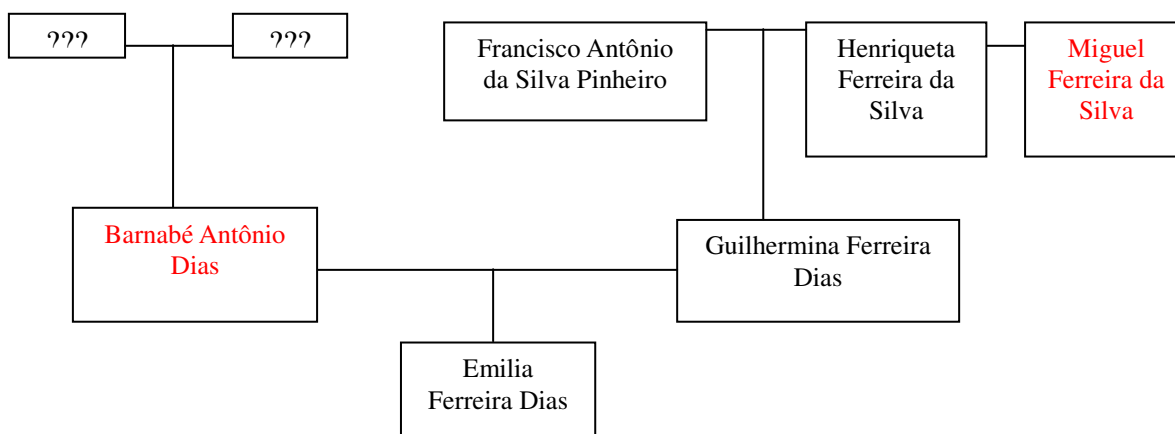 ???
???
Francisco Antônio
da Silva Pinheiro
Henriqueta
Ferreira da
Silva
Miguel
Ferreira da
Silva
Barnabé Antônio
Dias
Guilhermina Ferreira
Dias
Emilia
Ferreira Dias